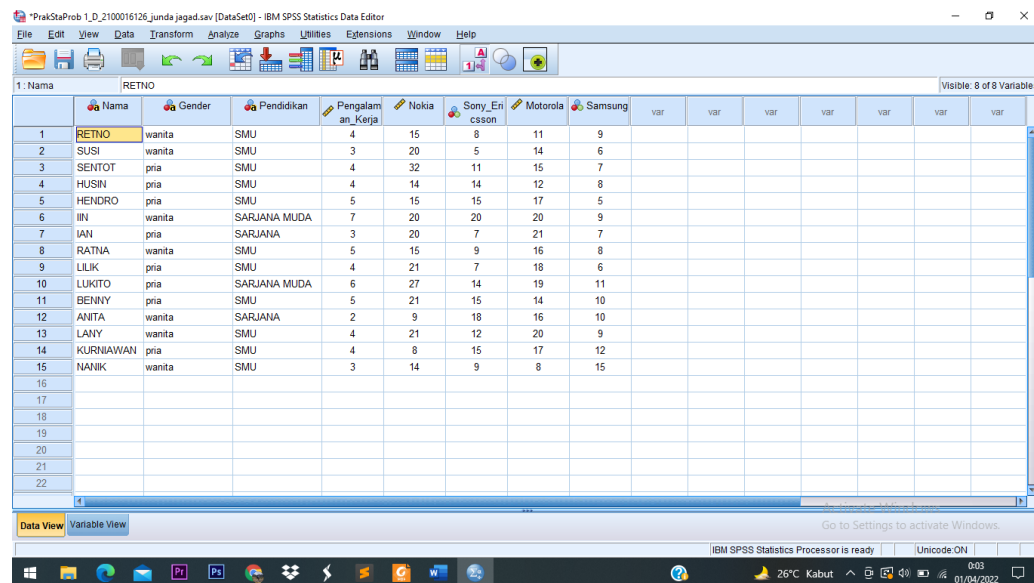 *PrakStaProb 1_D_2100016126_junda jagad.sav [DataSet0] - IBM SPSS Statistics Data Editor
File Edit View Data Transform Analyze Graphs Utilities Extensions Window Help
1 : Nama RETNO Visible: 8 of 8 Variable
Nama Gender Pendidikan Pengalaman_Kerja Nokia Sony_Ericsson Motorola Samsung var var var var var var
1 RETNO wanita SMU 4 15 8 11 9
2 SUSI wanita SMU 3 20 5 14 6
3 SENTOT pria SMU 4 32 11 15 7
4 HUSIN pria SMU 4 14 14 12 8
5 HENDRO pria SMU 5 15 15 17 5
6 IIN wanita SARJANA MUDA 7 20 20 20 9
7 IAN pria SARJANA 3 20 7 21 7
8 RATNA wanita SMU 5 15 9 16 8
9 LILIK pria SMU 4 21 7 18 6
10 LUKITO pria SARJANA MUDA 6 27 14 19 11
11 BENNY pria SMU 5 21 15 14 10
12 ANITA wanita SARJANA 2 9 18 16 10
13 LANY wanita SMU 4 21 12 20 9
14 KURNIAWAN pria SMU 4 8 15 17 12
15 NANIK wanita SMU 3 14 9 8 15
16
17
18
19
20
21
22
Data View Variable View
Go to Settings to activate Windows.
IBM SPSS Statistics Processor is ready Unicode:ON
26°C Kabut 0:03
01/04/2022